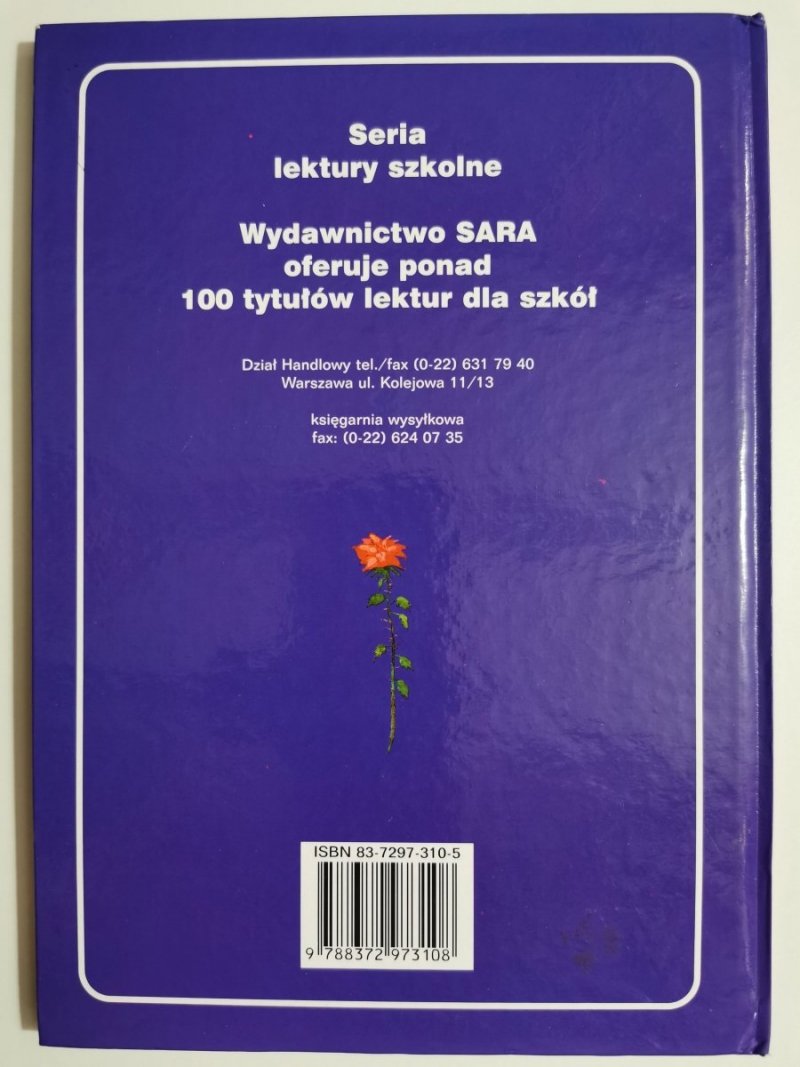 Seria
lektury szkolne
Wydawnictwo SARA
oferuje ponad
100 tytułów lektur dla szkół
Dział Handlowy tel./fax (0-22) 631 79 40
Warszawa ul. Kolejowa 11/13
księgarnia wysyłkowa
fax: (0-22) 624 07 35
ISBN 83-7297-310-5
9 788372 973108